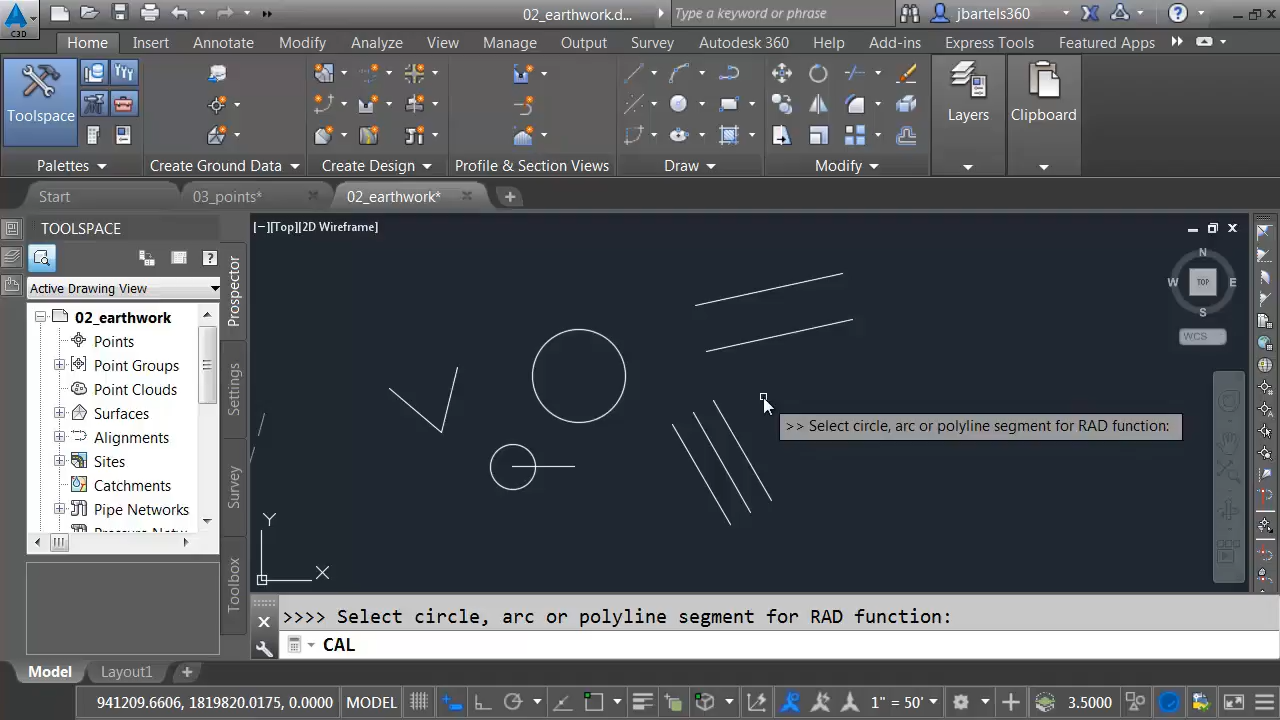 C3D
02_earthwork.d...
Type a keyword or phrase
jbartels360
Home
Insert
Annotate
Modify
Analyze
View
Manage
Output
Survey
Autodesk 360
Help
Add-ins
Express Tools
Featured Apps
Toolspace
Layers
Clipboard
Palettes
Create Ground Data
Create Design
Profile & Section Views
Draw
Modify
Start
03_points*
02_earthwork*
TOOLSPACE
Active Drawing View
02_earthwork
Points
Point Groups
Point Clouds
Surfaces
Alignments
Sites
Catchments
Pipe Networks
Prospector
Settings
Survey
Toolbox
[−][Top][2D Wireframe]
N
W
TOP
E
S
WCS
>> Select circle, arc or polyline segment for RAD function:
Y
X
>>>> Select circle, arc or polyline segment for RAD function:
CAL
Model
Layout1
941209.6606, 1819820.0175, 0.0000
MODEL
1" = 50'
3.5000